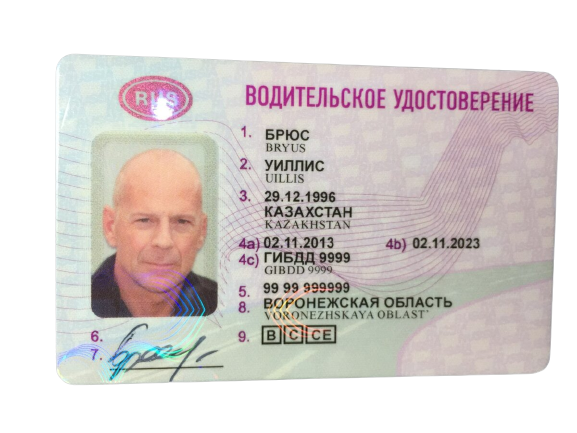 RUS
ВОДИТЕЛЬСКОЕ УДОСТОВЕРЕНИЕ
1. БРЮС
BRYUS
2. УИЛЛИС
UILLIS
3. 29.12.1996
КАЗАХСТАН
KAZAKHSTAN
4a) 02.11.2013 4b) 02.11.2023
4c) ГИБДД 9999
GIBDD 9999
5. 99 99 999999
8. ВОРОНЕЖСКАЯ ОБЛАСТЬ
VORONEZHSKAYA OBLAST'
6.
7.
9. B C CE